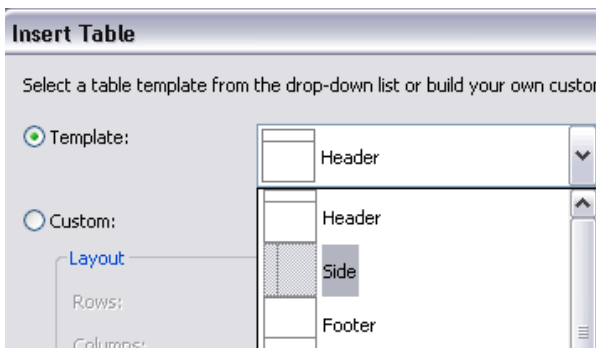 Insert Table
Select a table template from the drop-down list or build your own
Template:
Header
Custom:
Header
Layout
Side
Rows:
Footer
Columns: